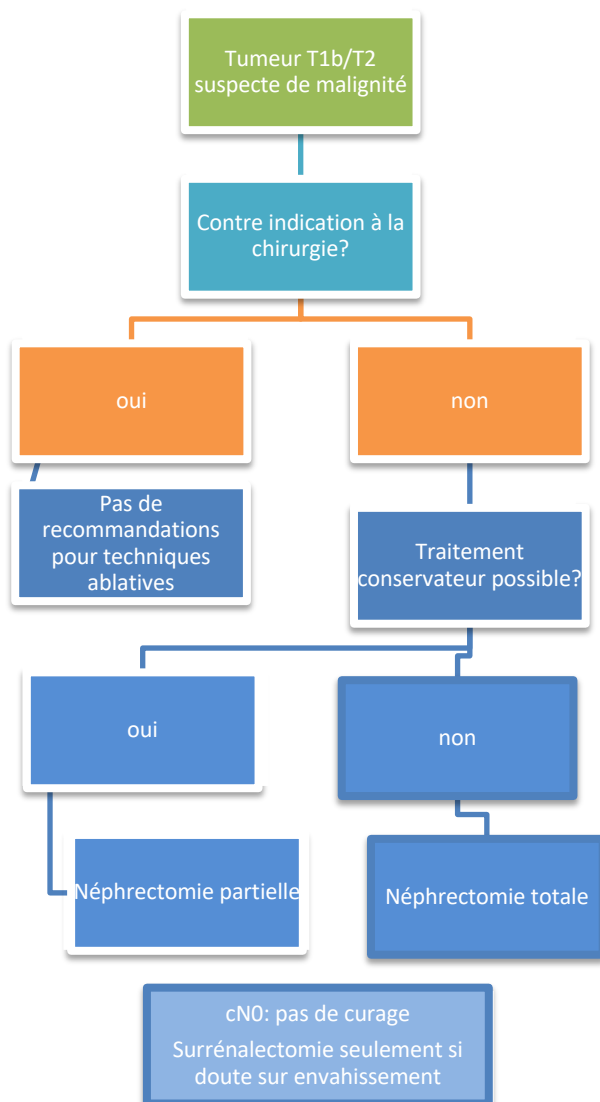 Tumeur T1b/T2
suspecte de malignité
Contre indication à la
chirurgie?
oui
non
Pas de
recommandations
pour techniques
ablatives
Traitement
conservateur possible?
oui
non
Néphrectomie partielle
Néphrectomie totale
cN0: pas de curage
Surrénalectomie seulement si
doute sur envahissement